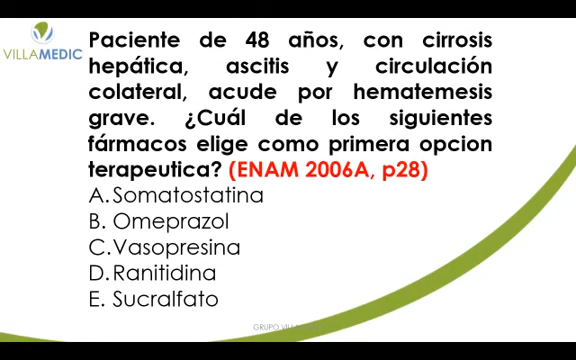 VILLAMEDIC
Paciente de 48 años, con cirrosis
hepática, ascitis y circulación
colateral, acude por hematemesis
grave. ¿Cuál de los siguientes
fármacos elige como primera opcion
terapeutica? (ENAM 2006A, p28)
A. Somatostatina
B. Omeprazol
C. Vasopresina
D. Ranitidina
E. Sucralfato
GRUPO